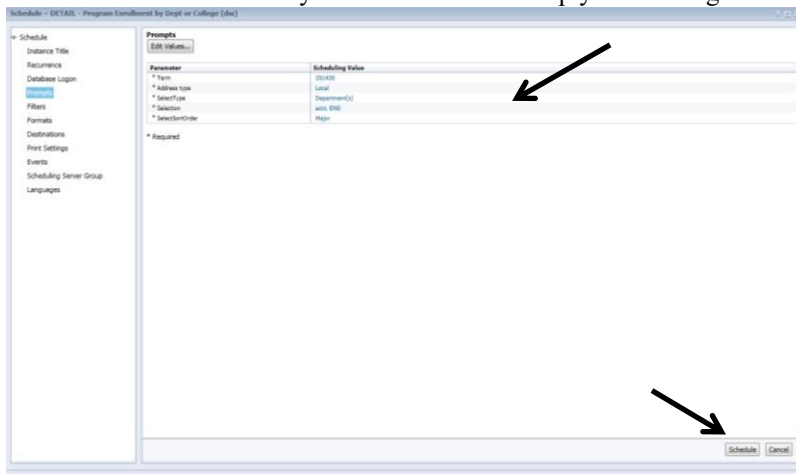 Schedule - DETAIL - Program Enrollment by Dept or College (dw)
Schedule
Instance Title
Recurrence
Database Logon
Prompts
Filters
Formats
Destinations
Print Settings
Events
Scheduling Server Group
Languages
Prompts
Edit Values...
Parameter Scheduling Value
* Term 201430
* Address type Local
* SelectType Department(s)
* Selection acct. ENG
* SelectSortOrder Major
* Required
Schedule Cancel